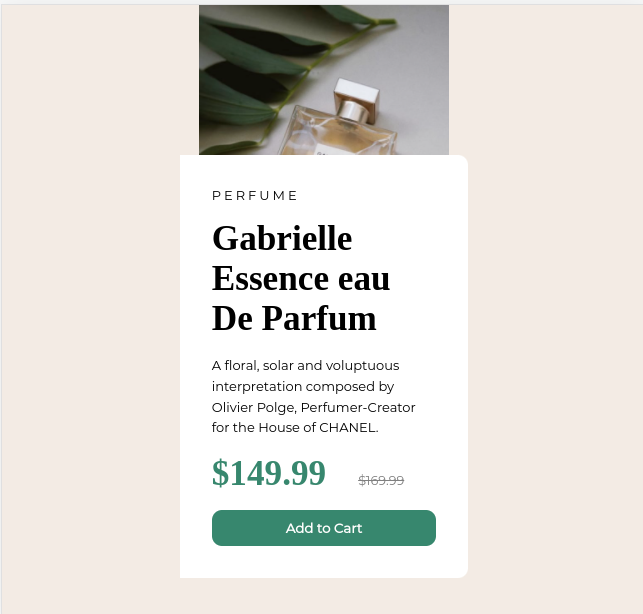 PERFUME
Gabrielle
Essence eau
De Parfum
A floral, solar and voluptuous
interpretation composed by
Olivier Polge, Perfumer-Creator
for the House of CHANEL.
$149.99 $169.99
Add to Cart